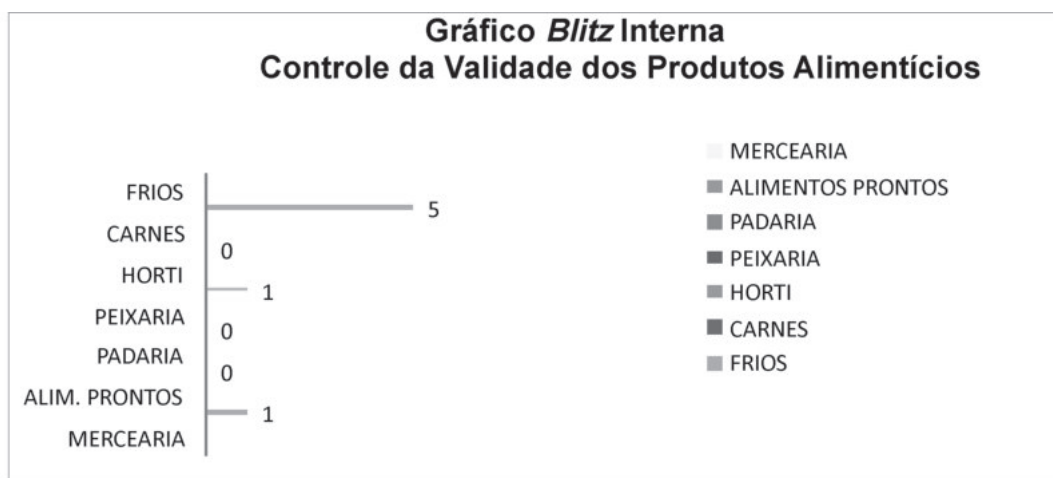 Gráfico Blitz Interna
Controle da Validade dos Produtos Alimentícios
FRIOS
5
CARNES
0
HORTI
1
PEIXARIA
0
PADARIA
0
ALIM. PRONTOS
1
MERCEARIA
MERCEARIA
ALIMENTOS PRONTOS
PADARIA
PEIXARIA
HORTI
CARNES
FRIOS